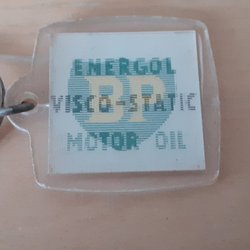 ENERGOL
BP
VISCO-STATIC
MOTOR OIL